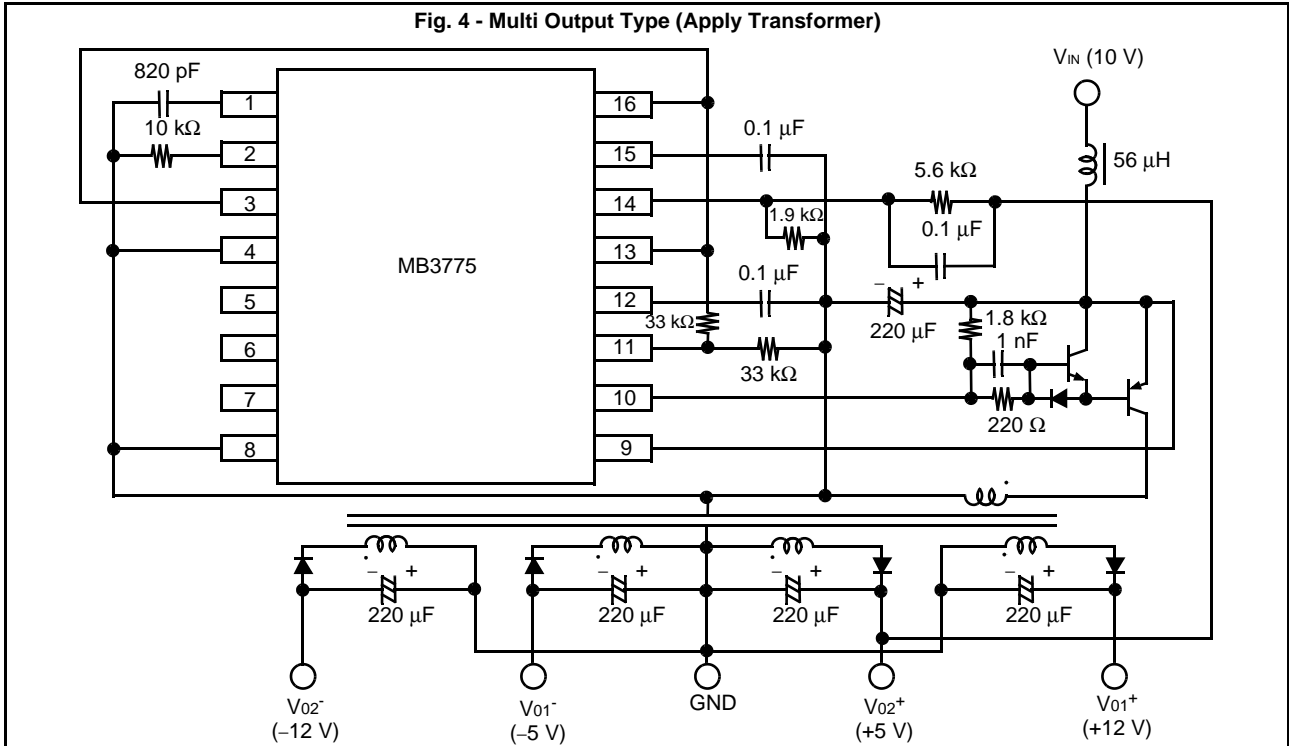 Fig. 4 - Multi Output Type (Apply Transformer)
VIN (10 V)
820 pF
1
16
10 kΩ
0.1 μF
2
15
56 μH
5.6 kΩ
3
14
1.9 kΩ
0.1 μF
4
13
MB3775
0.1 μF
− +
5
12
33 kΩ
220 μF
1.8 kΩ
1 nF
6
11
33 kΩ
7
10
220 Ω
8
9
− +
− +
− +
− +
220 μF
220 μF
220 μF
220 μF
V02-
(−12 V)
V01-
(−5 V)
GND
V02+
(+5 V)
V01+
(+12 V)